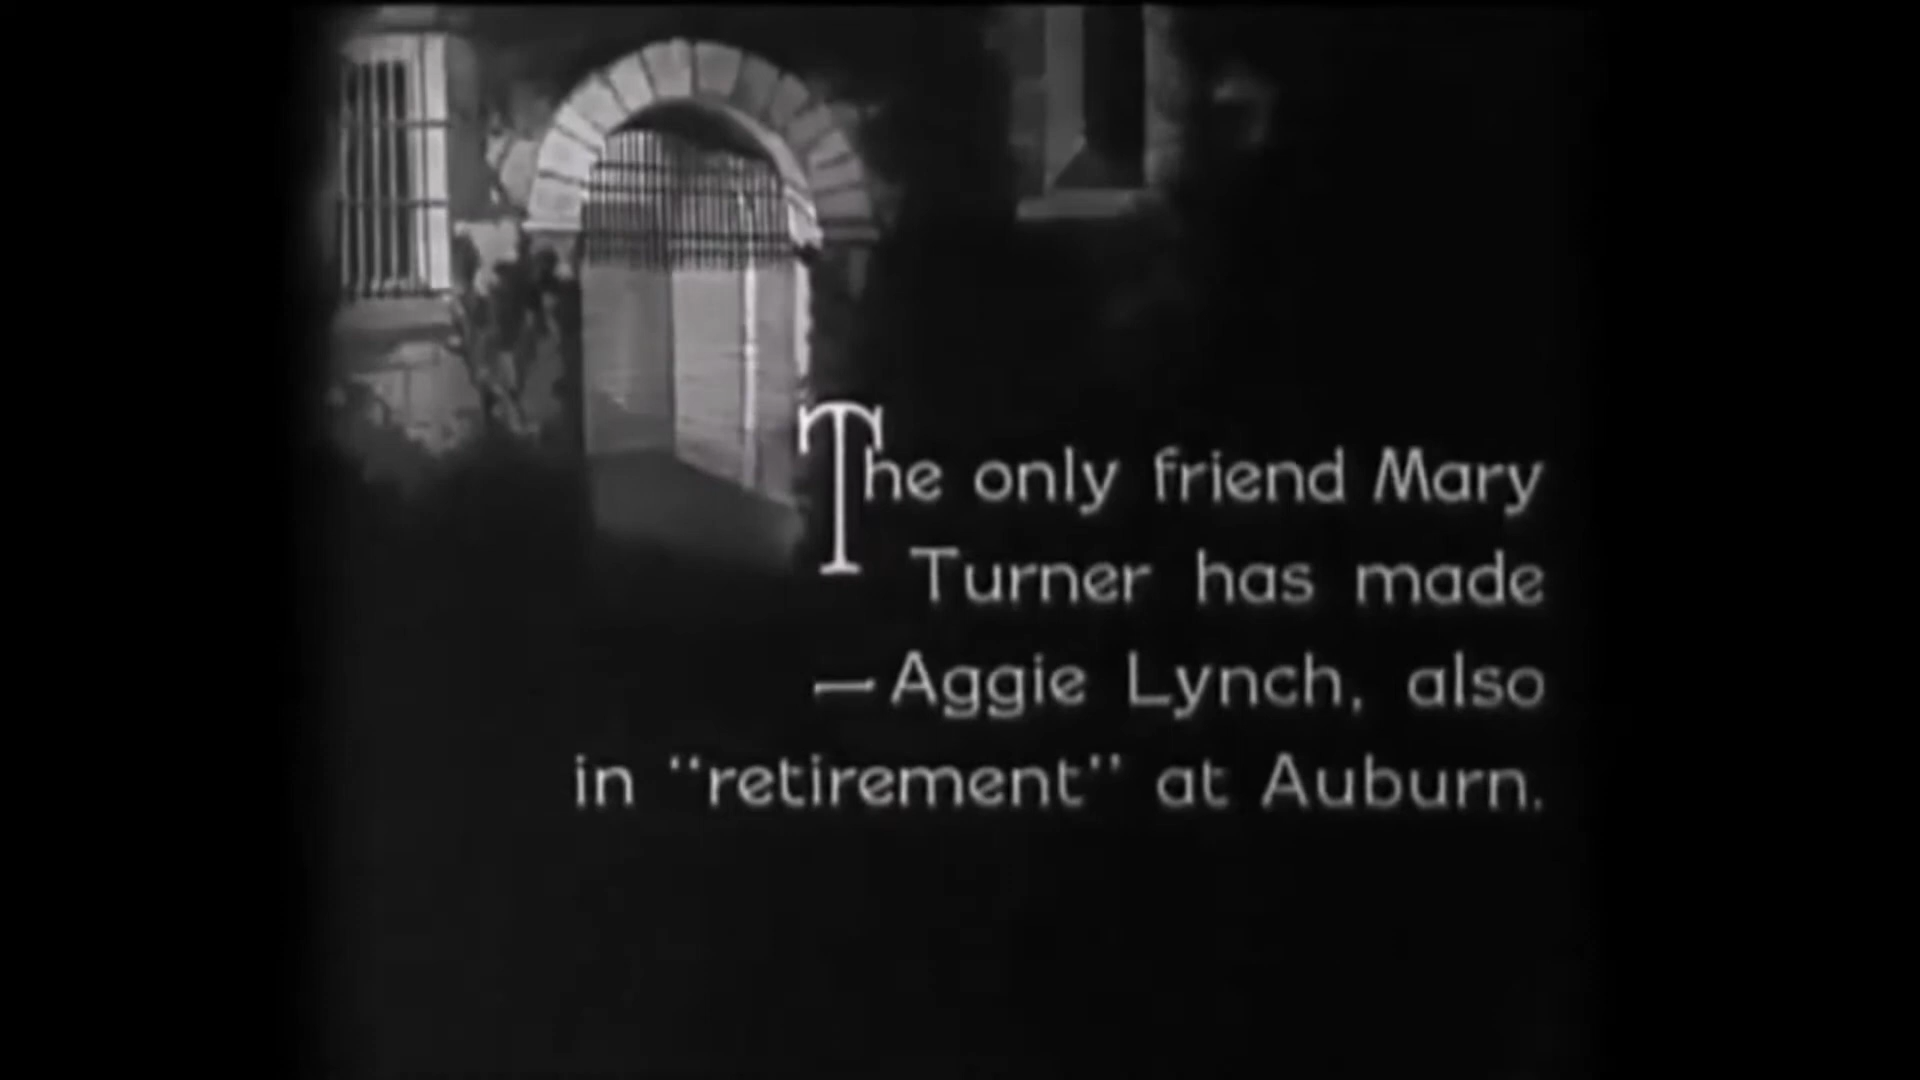 The only friend Mary
Turner has made
—Aggie Lynch, also
in "retirement" at Auburn.